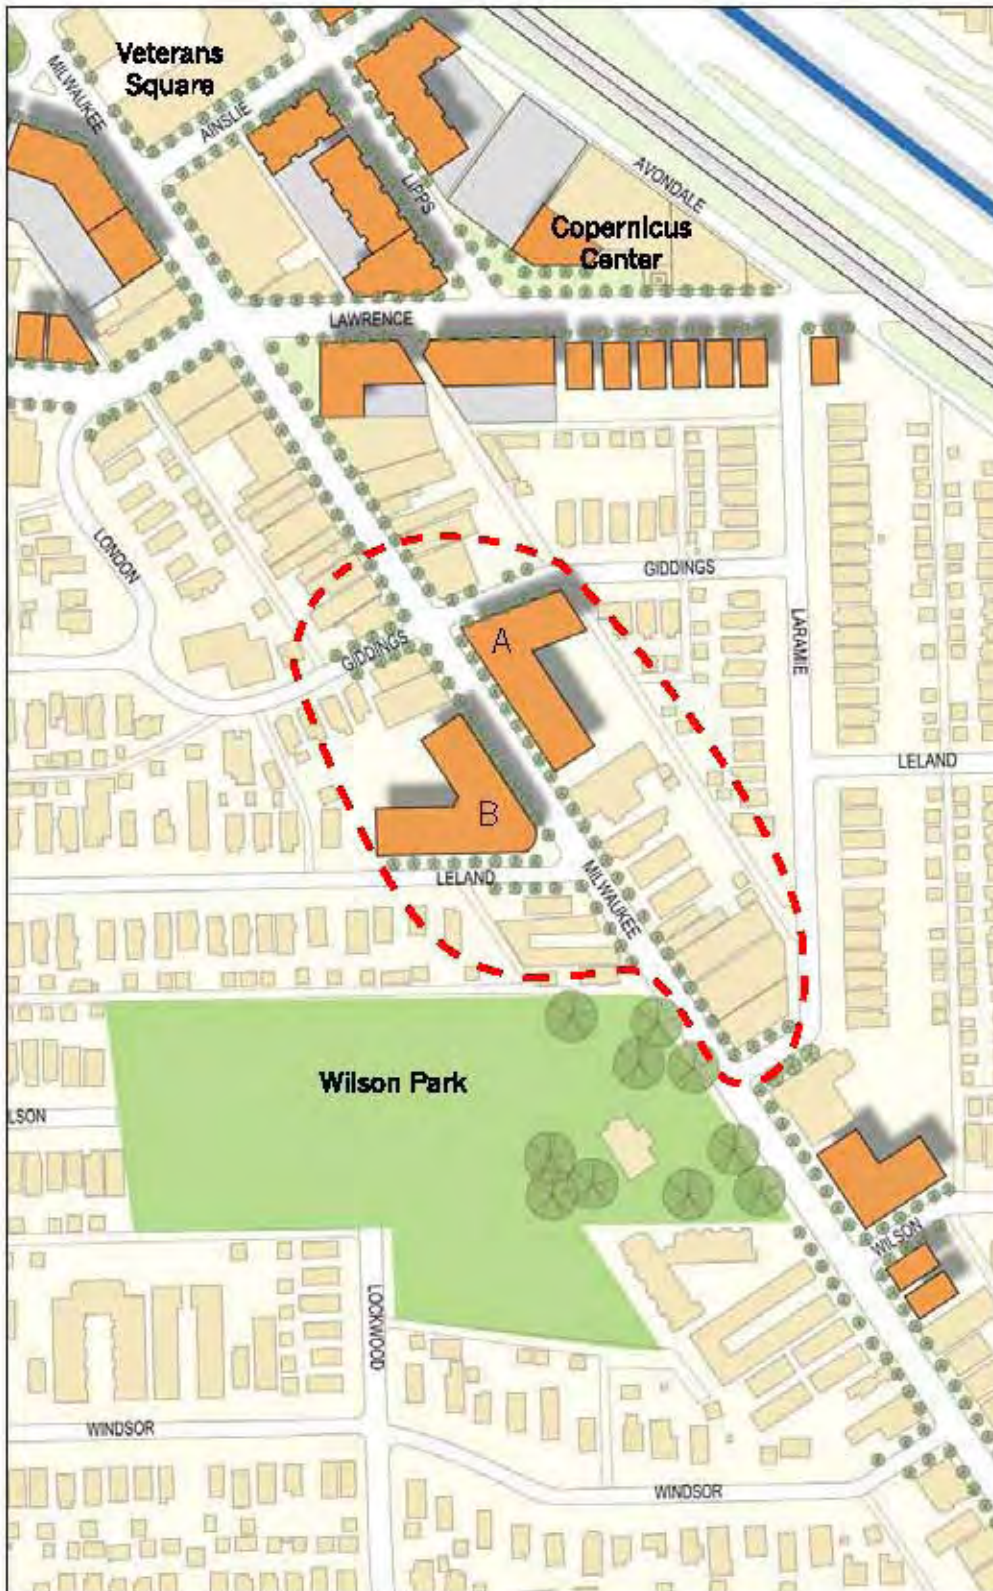 Veterans
Square
MILWAUKEE
AINSLIE
LIPPS
AVONDALE
Copernicus
Center
LAWRENCE
LONDON
GIDDINGS
GIDDINGS
A
LARAMIE
LELAND
B
LELAND
MILWAUKEE
Wilson Park
LSON
WILSON
LOCKWOOD
WINDSOR
WINDSOR